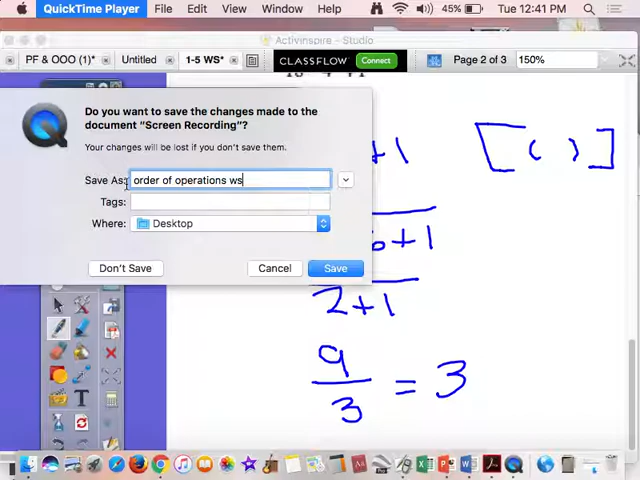 QuickTime Player File Edit View Window Help 45% Tue 12:41 PM
ActivInspire - Studio
PF & OOO (1)* Untitled 1-5 WS* CLASSFLOW Connect Page 2 of 3 150%
Do you want to save the changes made to the
document “Screen Recording”?
Your changes will be lost if you don't save them.
Save As: order of operations ws
Tags:
Where: Desktop
Don't Save Cancel Save
+1 [ ( ) ]
6+1
2+1
9
3 = 3